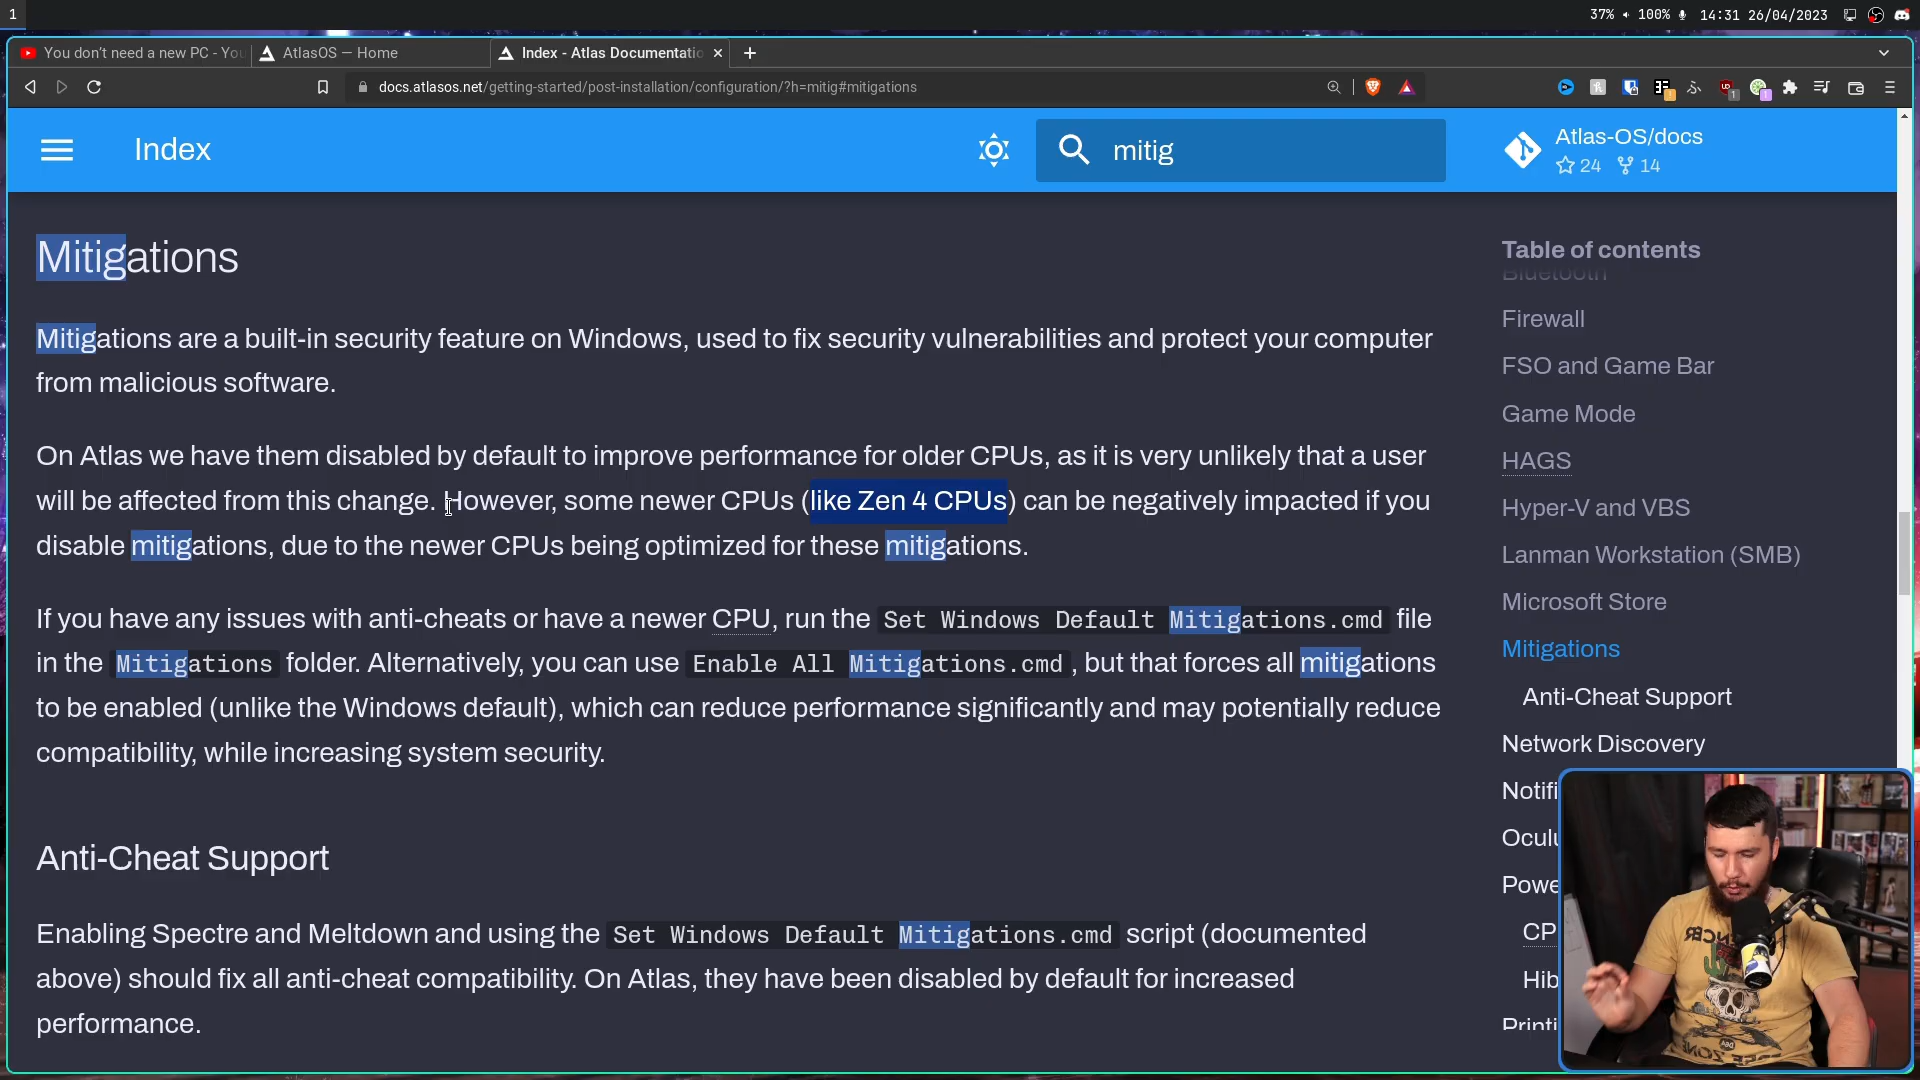 1
37% 100% 14:31 26/04/2023
You don't need a new PC - You
AtlasOS — Home
Index - Atlas Documentatio
docs.atlasos.net/getting-started/post-installation/configuration/?h=mitig#mitigations
Index
mitig
Atlas-OS/docs
24 14
Mitigations
Mitigations are a built-in security feature on Windows, used to fix security vulnerabilities and protect your computer
from malicious software.
On Atlas we have them disabled by default to improve performance for older CPUs, as it is very unlikely that a user
will be affected from this change. However, some newer CPUs (like Zen 4 CPUs) can be negatively impacted if you
disable mitigations, due to the newer CPUs being optimized for these mitigations.
If you have any issues with anti-cheats or have a newer CPU, run the Set Windows Default Mitigations.cmd file
in the Mitigations folder. Alternatively, you can use Enable All Mitigations.cmd, but that forces all mitigations
to be enabled (unlike the Windows default), which can reduce performance significantly and may potentially reduce
compatibility, while increasing system security.
Anti-Cheat Support
Enabling Spectre and Meltdown and using the Set Windows Default Mitigations.cmd script (documented
above) should fix all anti-cheat compatibility. On Atlas, they have been disabled by default for increased
performance.
Table of contents
Bluetooth
Firewall
FSO and Game Bar
Game Mode
HAGS
Hyper-V and VBS
Lanman Workstation (SMB)
Microsoft Store
Mitigations
Anti-Cheat Support
Network Discovery
Notifi
Ocul
Powe
CP
Hib
Printi